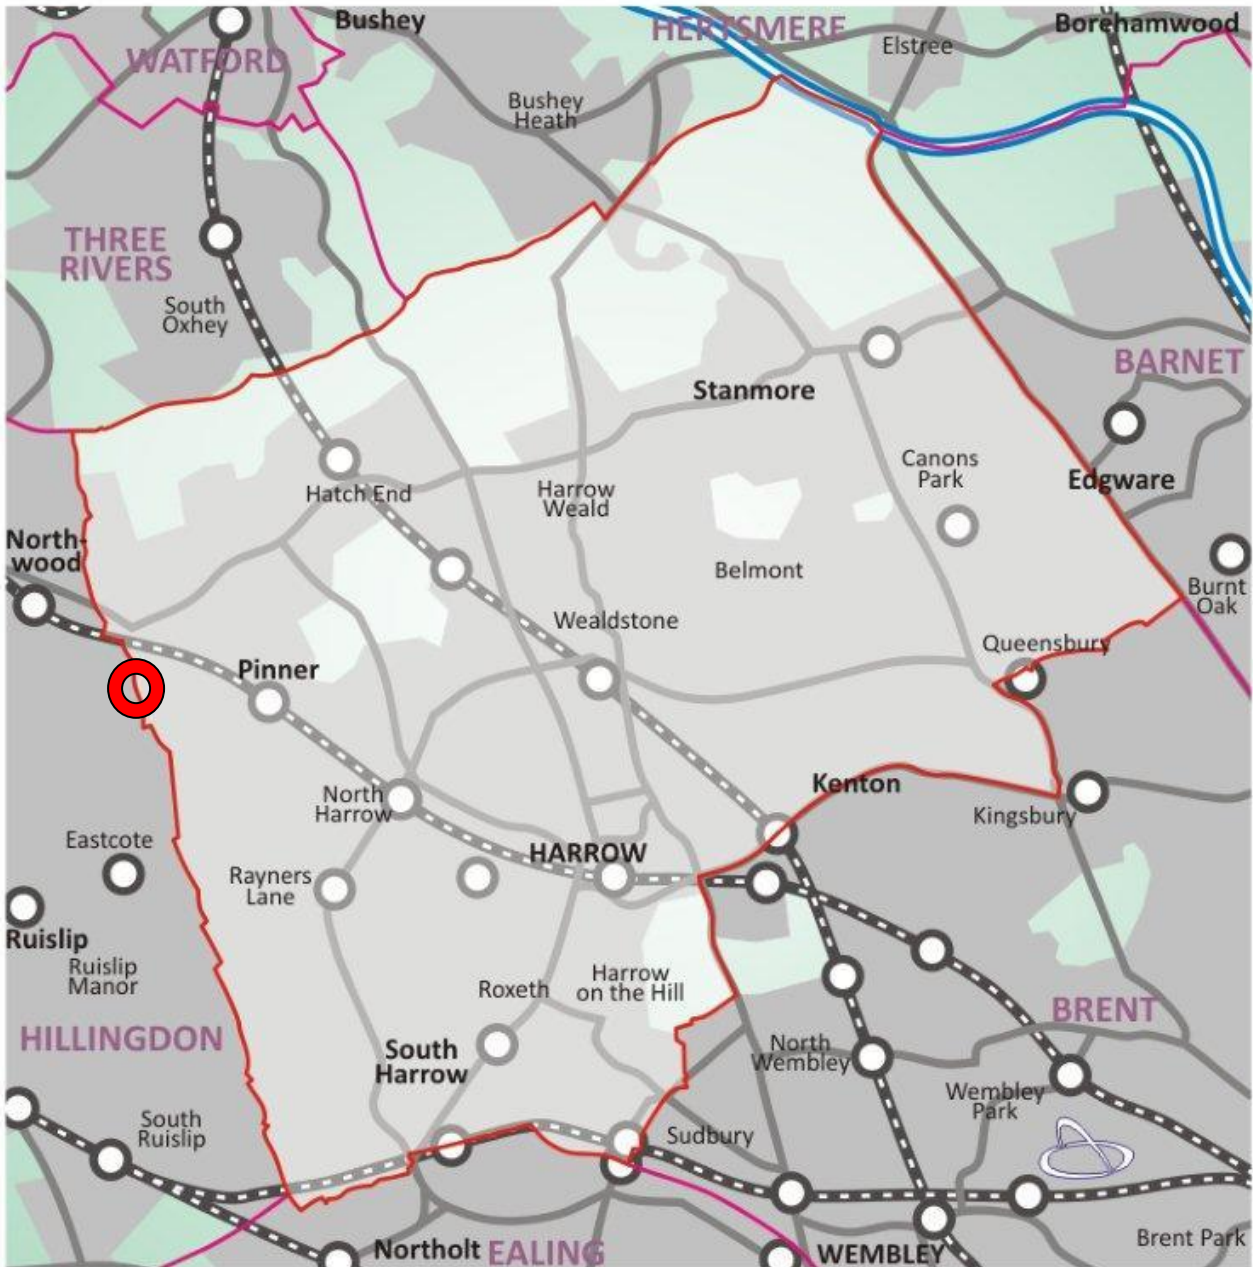 Bushey
HERTSMERE
Borehamwood
Elstree
WATFORD
Bushey
Heath
THREE
RIVERS
South
Oxhey
BARNET
Stanmore
Edgware
Canons
Park
Hatch End
Harrow
Weald
North-
wood
Belmont
Burnt
Oak
Wealdstone
Queensbury
Pinner
Kenton
North
Harrow
Kingsbury
Eastcote
HARROW
Rayners
Lane
Ruislip
Ruislip
Manor
Roxeth
Harrow
on the Hill
BRENT
HILLINGDON
South
Harrow
North
Wembley
Wembley
Park
South
Ruislip
Sudbury
Northolt
EALING
WEMBLEY
Brent Park